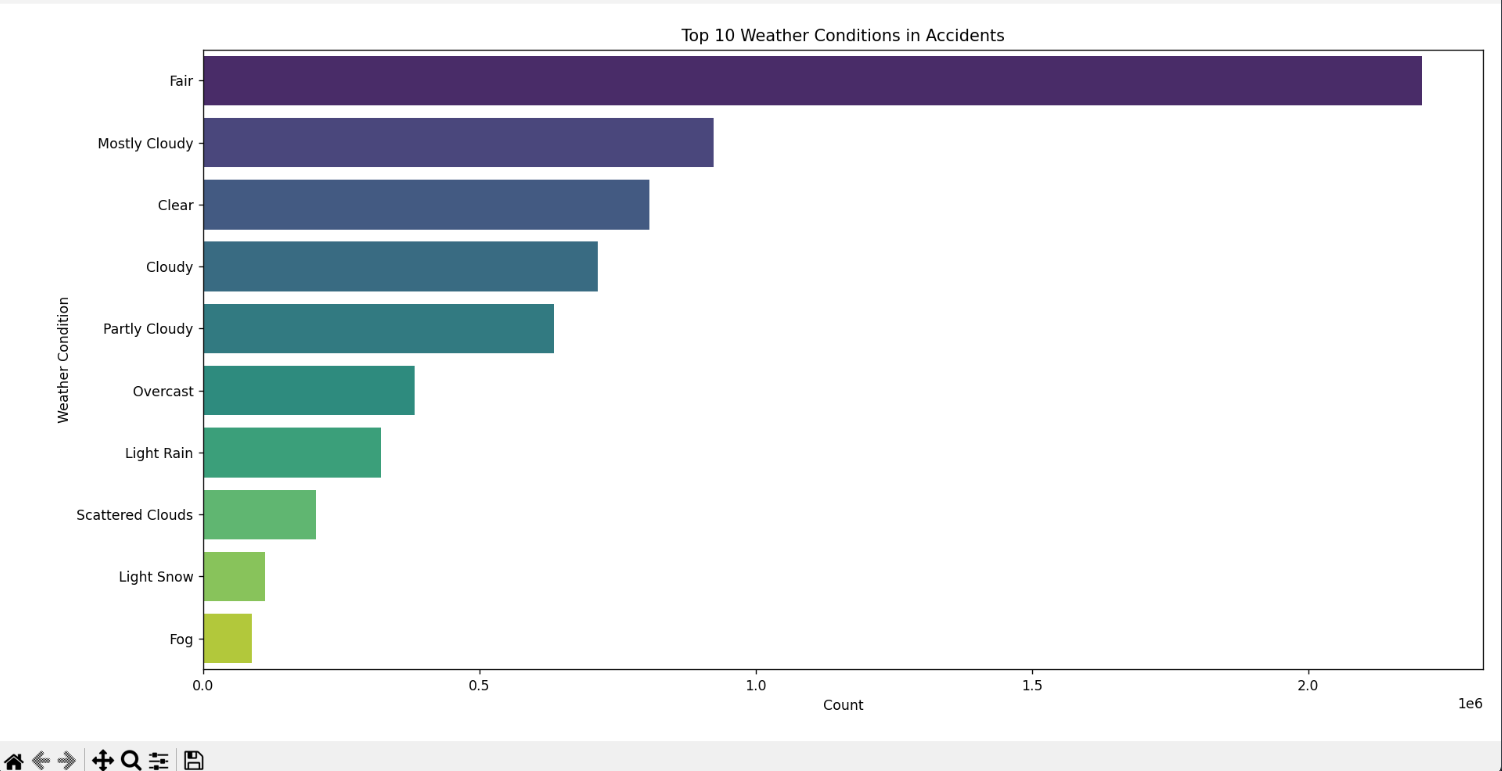 Top 10 Weather Conditions in Accidents
Fair
Mostly Cloudy
Clear
Cloudy
Partly Cloudy
Overcast
Light Rain
Scattered Clouds
Light Snow
Fog
Weather Condition
0.0 0.5 1.0 1.5 2.0
1e6
Count